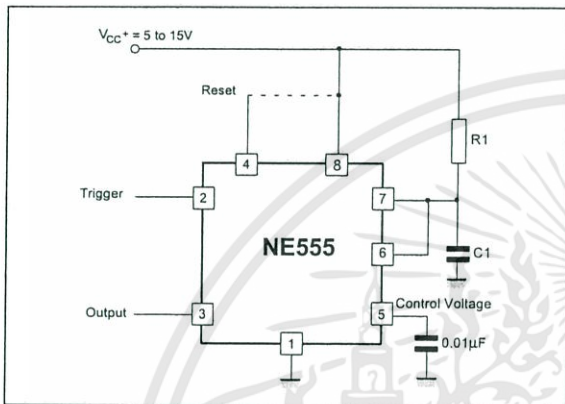 VCC+ = 5 to 15V
Reset
R1
4
8
Trigger
2
7
NE555
6
C1
Control Voltage
Output
3
5
0.01µF
1